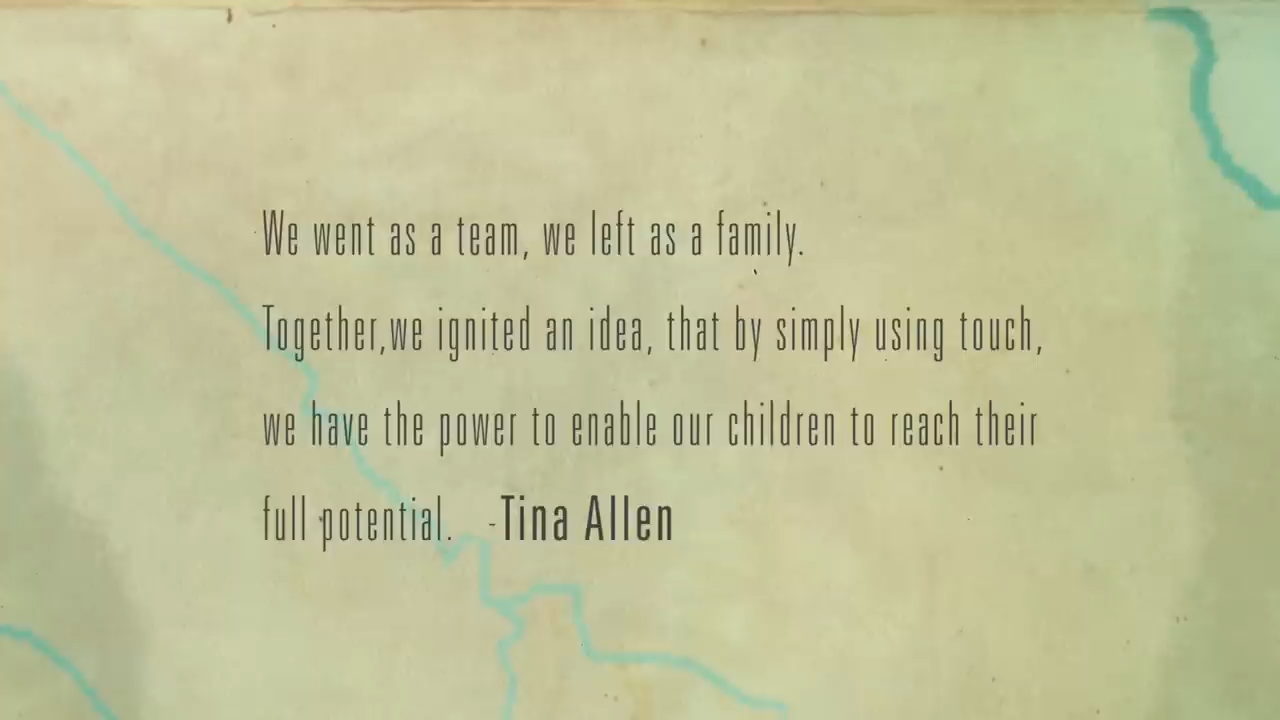 We went as a team, we left as a family.
Together,we ignited an idea, that by simply using touch,
we have the power to enable our children to reach their
full potential. -Tina Allen